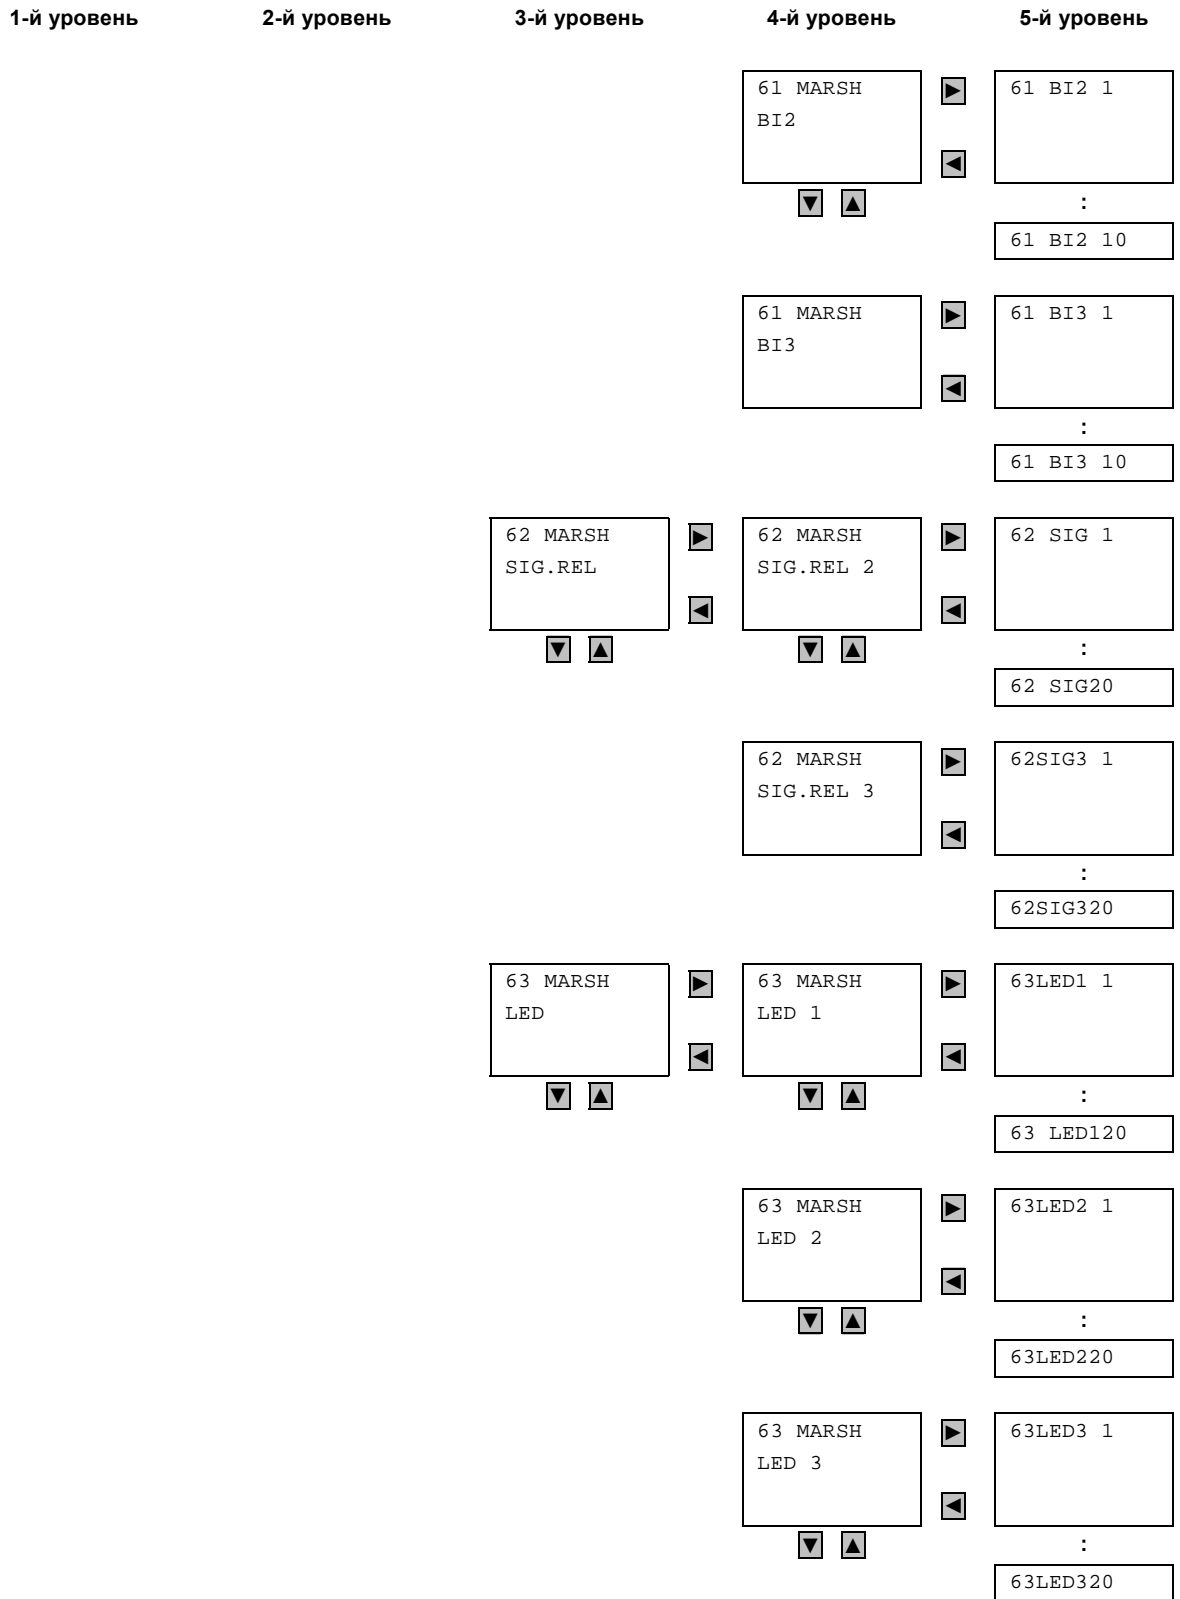 1-й уровень 2-й уровень 3-й уровень 4-й уровень 5-й уровень
61 MARSH
BI2
61 BI2 1
:
61 BI2 10
61 MARSH
BI3
61 BI3 1
:
61 BI3 10
62 MARSH
SIG.REL
62 MARSH
SIG.REL 2
62 SIG 1
:
62 SIG20
62 MARSH
SIG.REL 3
62SIG3 1
:
62SIG320
63 MARSH
LED
63 MARSH
LED 1
63LED1 1
:
63 LED120
63 MARSH
LED 2
63LED2 1
:
63LED220
63 MARSH
LED 3
63LED3 1
:
63LED320